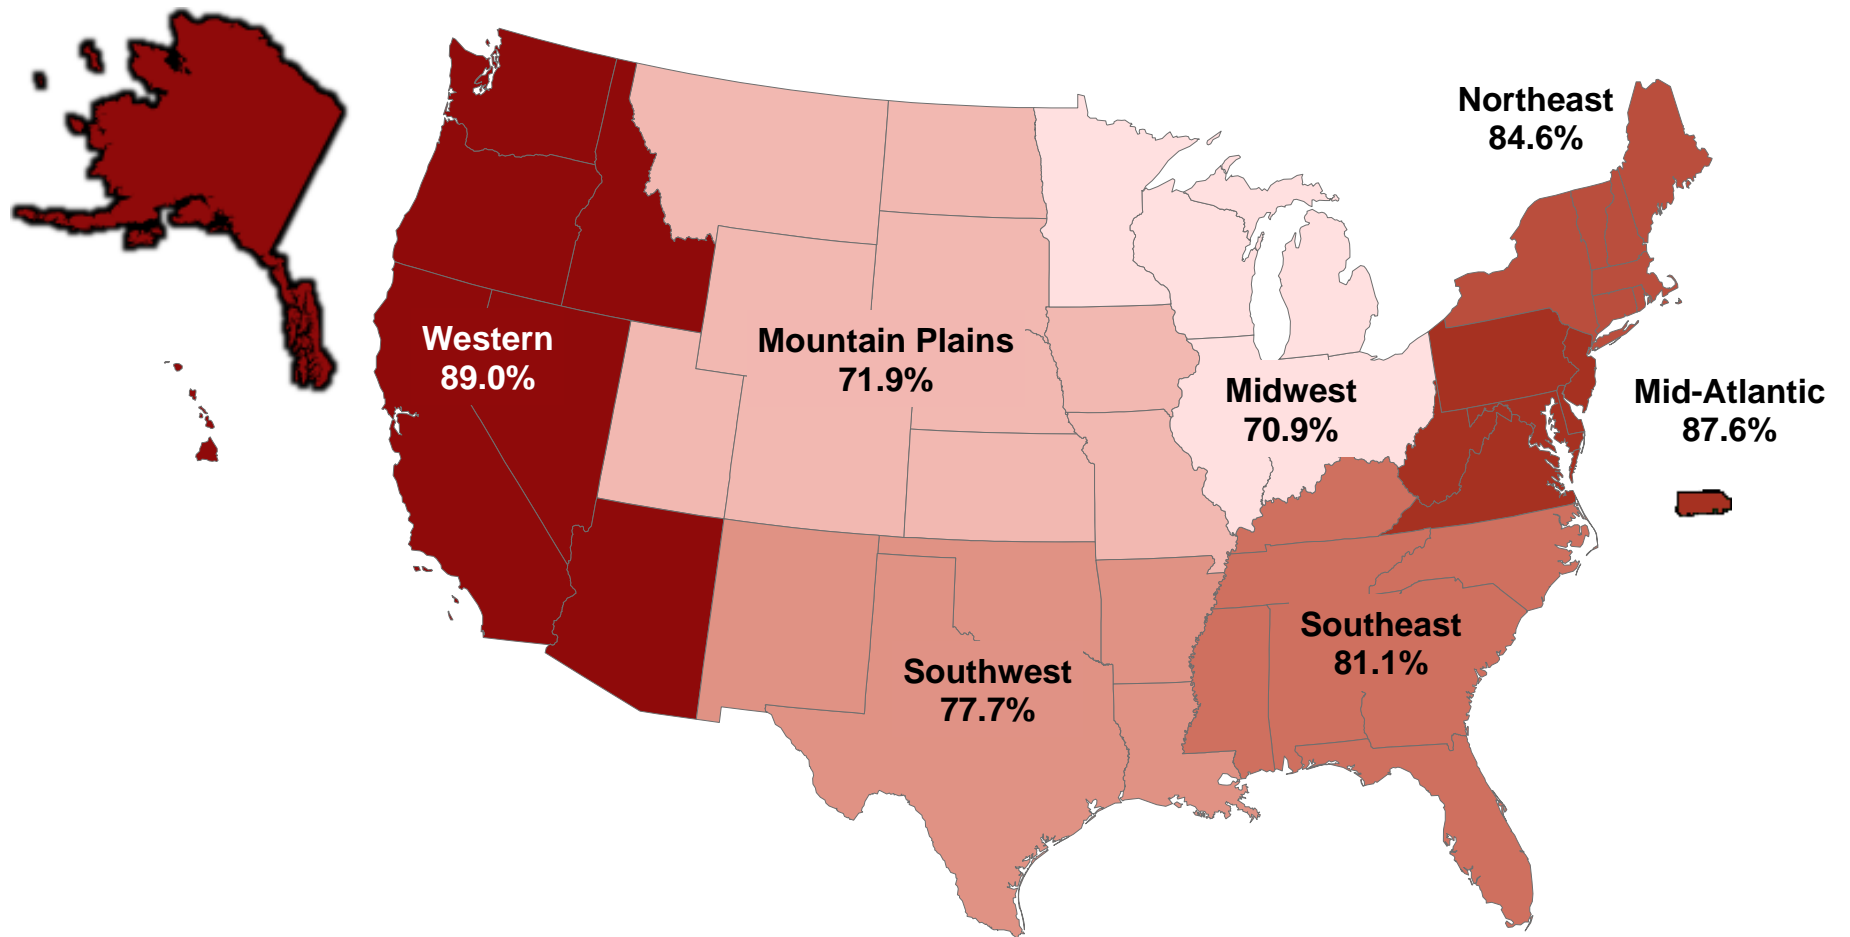 Northeast
84.6%
Western
89.0%
Mountain Plains
71.9%
Midwest
70.9%
Mid-Atlantic
87.6%
Southeast
81.1%
Southwest
77.7%